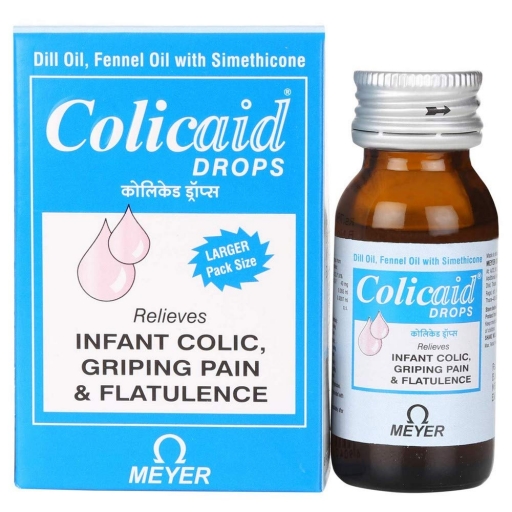 Dill Oil, Fennel Oil with Simethicone
Colicaid®
DROPS
कोलिकेड ड्रॉप्स
LARGER
Pack Size
Relieves
INFANT COLIC,
GRIPING PAIN
& FLATULENCE
MEYER
Dill Oil, Fennel Oil with Simethicone
Colicaid®
DROPS
कोलिकेड ड्रॉप्स
Relieves
INFANT COLIC,
GRIPING PAIN
& FLATULENCE
MEYER